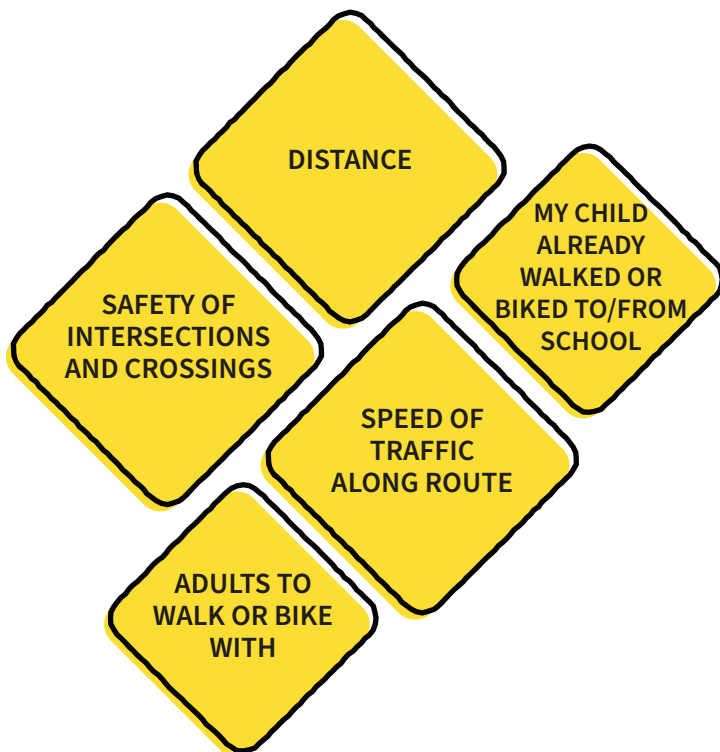 DISTANCE
MY CHILD
ALREADY
WALKED OR
BIKED TO/FROM
SCHOOL
SAFETY OF
INTERSECTIONS
AND CROSSINGS
SPEED OF
TRAFFIC
ALONG ROUTE
ADULTS TO
WALK OR BIKE
WITH